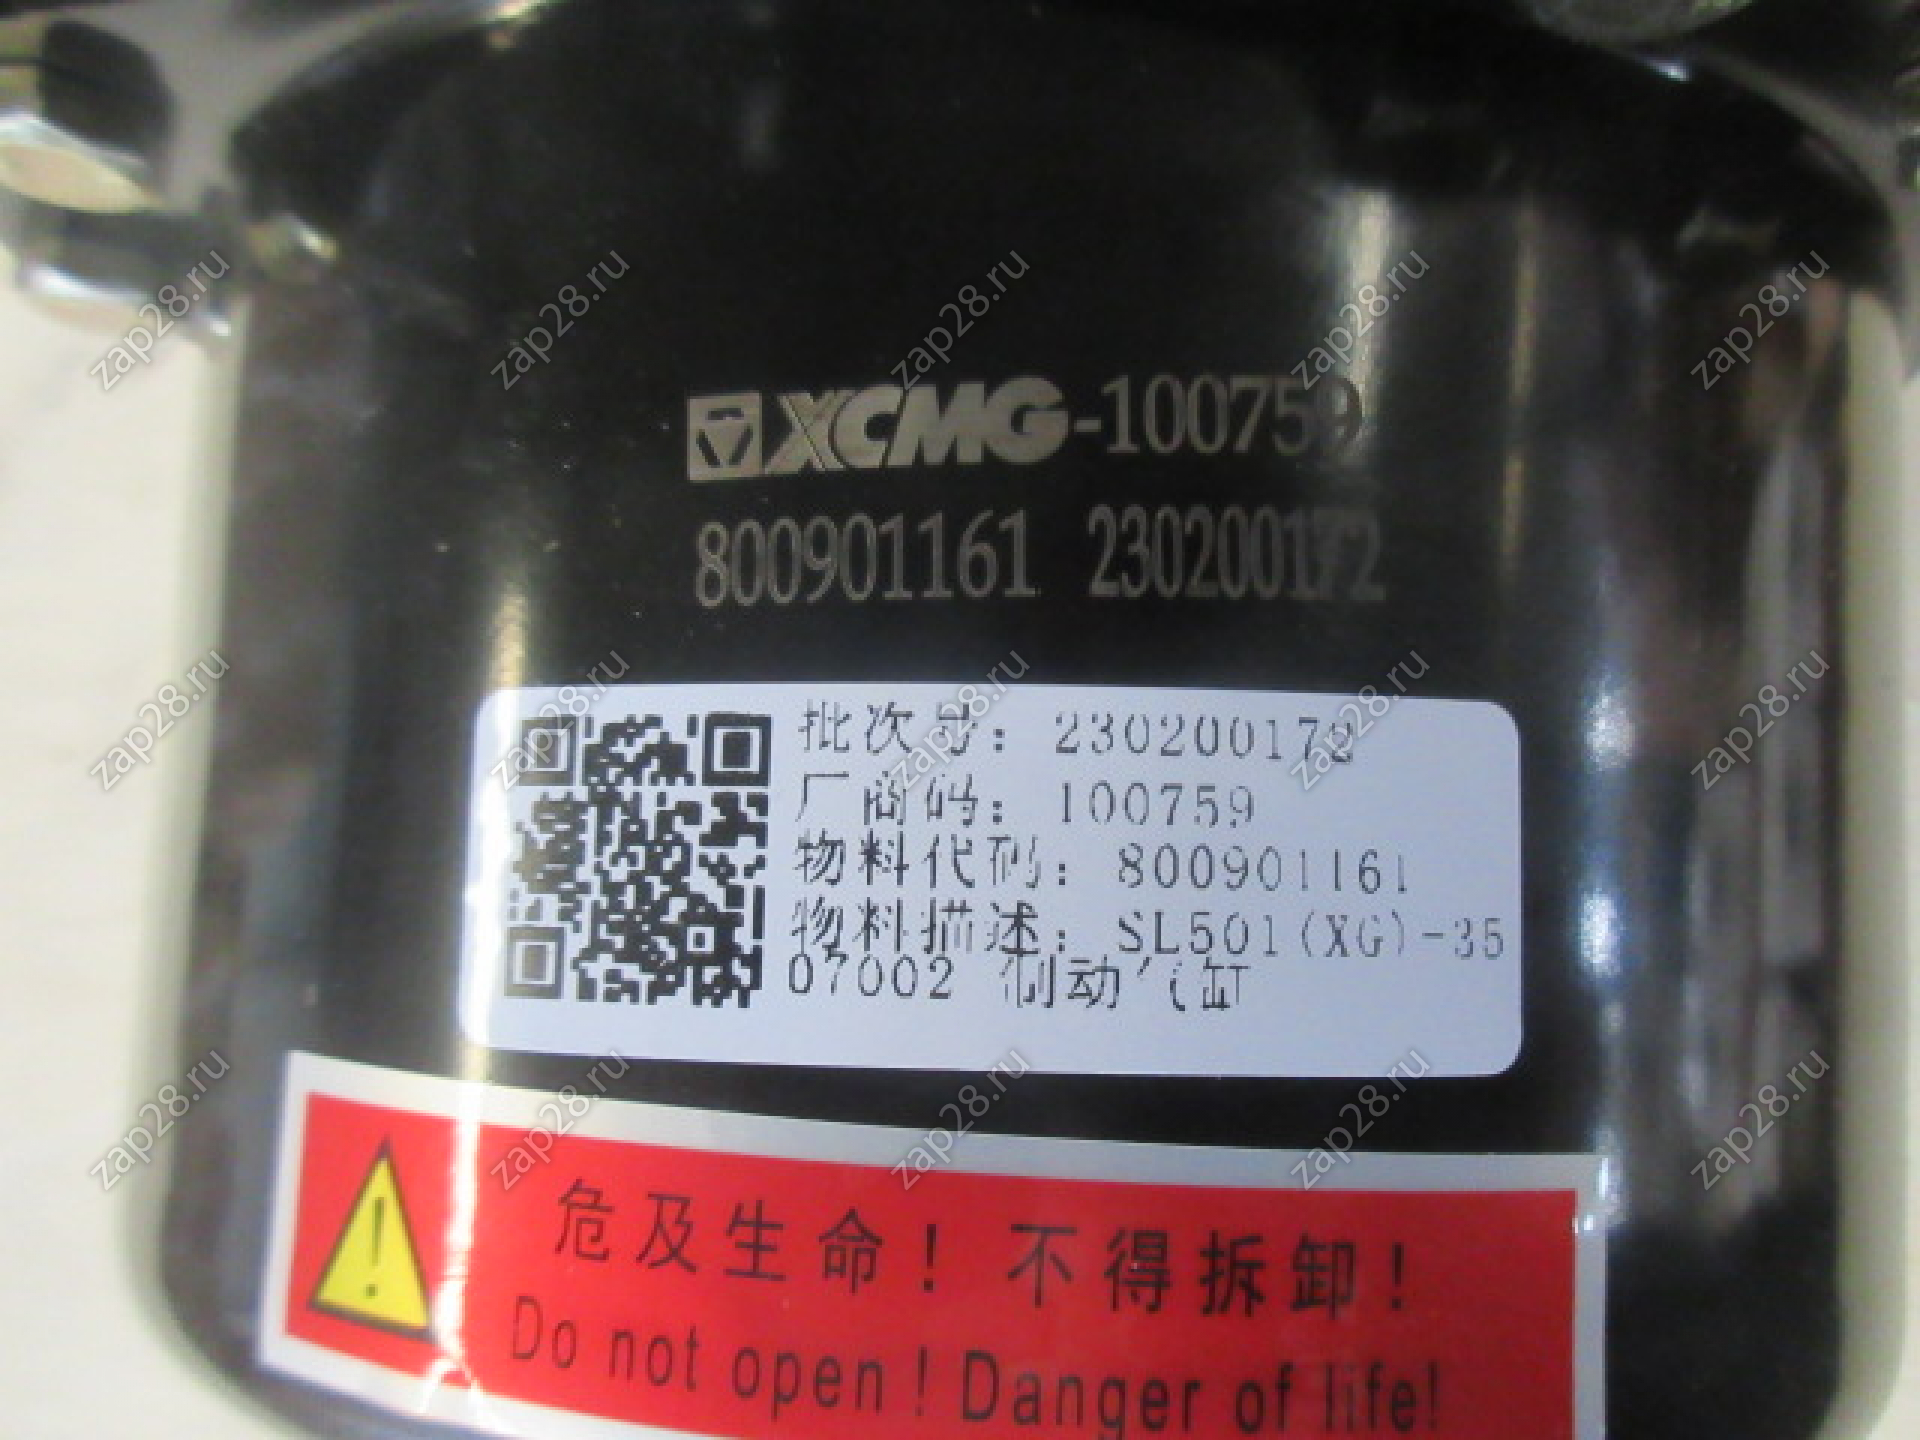 XCMG-100759
800901161 230200172
批次号: 230200172
厂商码: 100759
物料代码: 800901161
物料描述: SL501(XG)-35
07002 制动气缸
危及生命! 不得拆卸!
Do not open! Danger of life!
zap28.ru